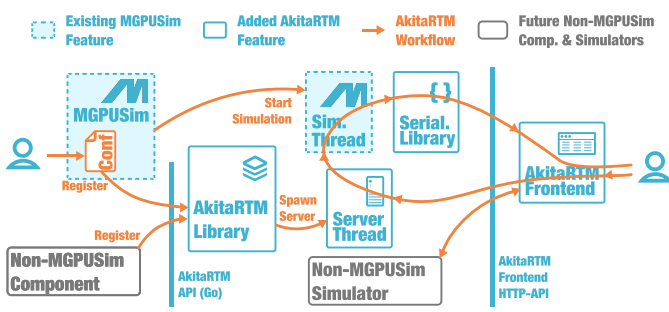 Existing MGPUSim
Feature
Added AkitaRTM
Feature
AkitaRTM
Workflow
Future Non-MGPUSim
Comp. & Simulators
MGPUSim
Conf
Register
Start
Simulation
Sim.
Thread
{ }
Serial.
Library
AkitaRTM
Frontend
AkitaRTM
Library
Spawn
Server
Server
Thread
Register
Non-MGPUSim
Component
AkitaRTM
API (Go)
Non-MGPUSim
Simulator
AkitaRTM
Frontend
HTTP-API